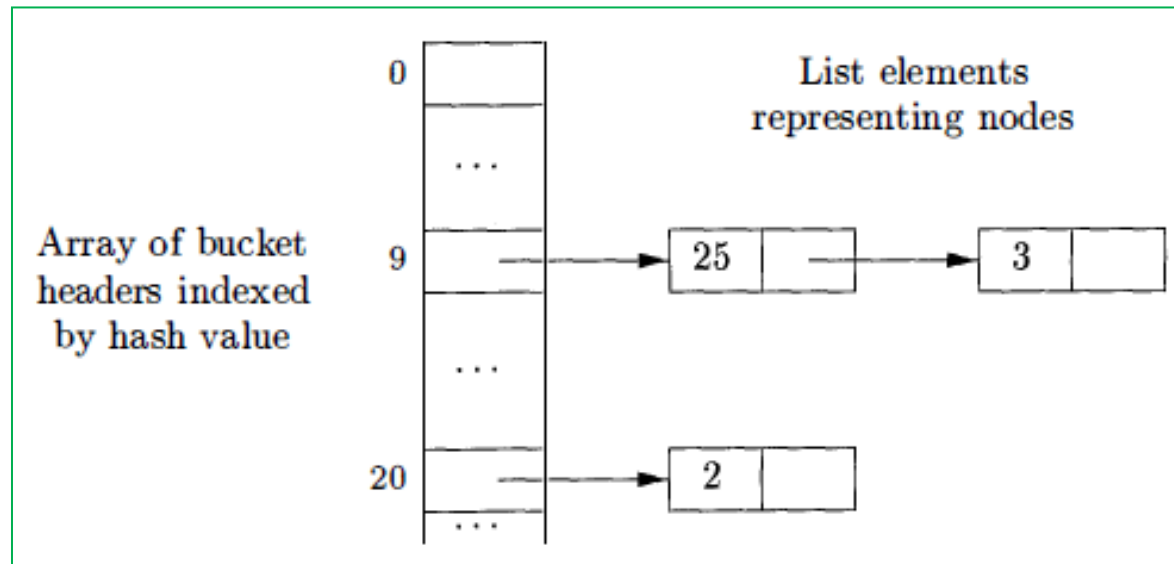 0
List elements
representing nodes
...
Array of bucket
headers indexed
by hash value
9
25
3
...
20
2
...